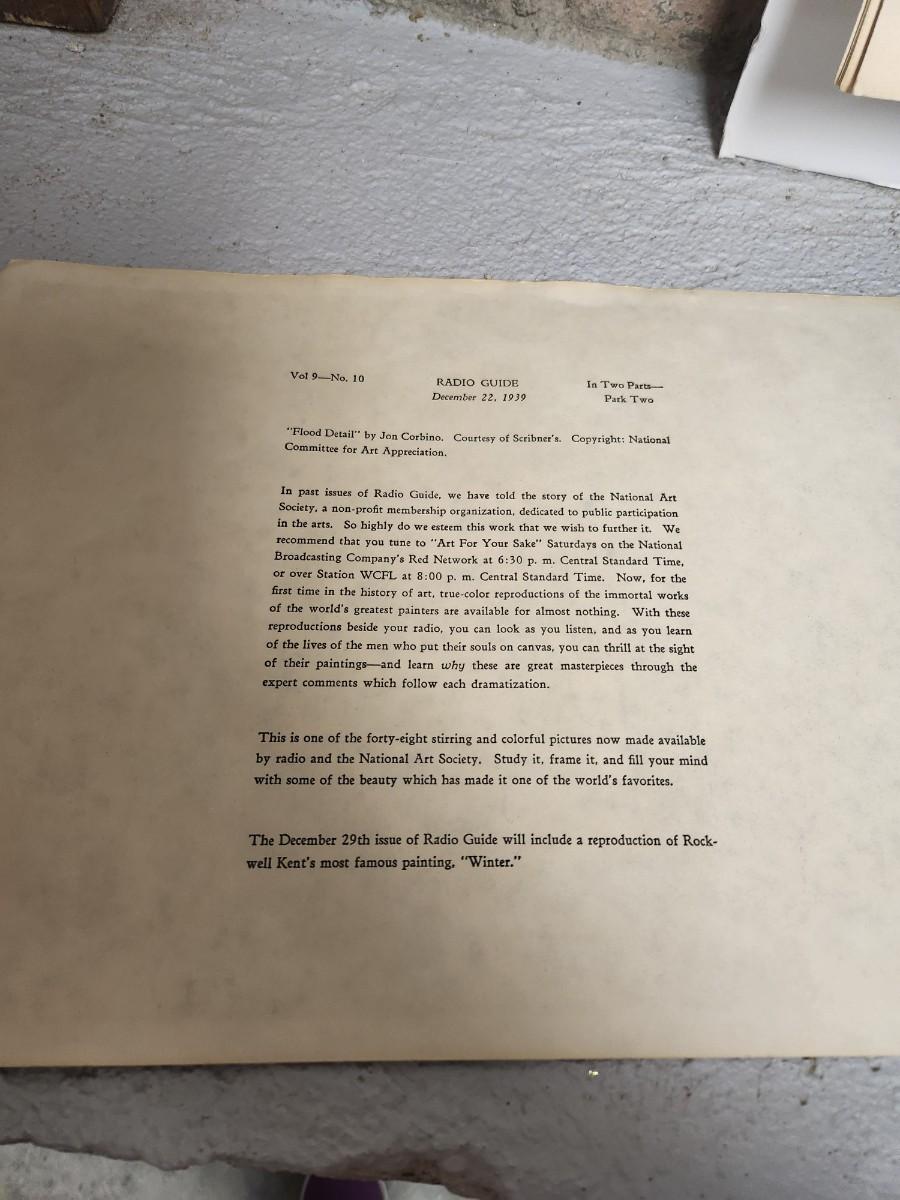 Vol 9—No. 10
RADIO GUIDE
December 22, 1939
In Two Parts—
Park Two
"Flood Detail" by Jon Corbino. Courtesy of Scribner's. Copyright: National
Committee for Art Appreciation.
In past issues of Radio Guide, we have told the story of the National Art
Society, a non-profit membership organization, dedicated to public participation
in the arts. So highly do we esteem this work that we wish to further it. We
recommend that you tune to "Art For Your Sake" Saturdays on the National
Broadcasting Company's Red Network at 6:30 p. m. Central Standard Time,
or over Station WCFL at 8:00 p. m. Central Standard Time. Now, for the
first time in the history of art, true-color reproductions of the immortal works
of the world's greatest painters are available for almost nothing. With these
reproductions beside your radio, you can look as you listen, and as you learn
of the lives of the men who put their souls on canvas, you can thrill at the sight
of their paintings—and learn why these are great masterpieces through the
expert comments which follow each dramatization.
This is one of the forty-eight stirring and colorful pictures now made available
by radio and the National Art Society. Study it, frame it, and fill your mind
with some of the beauty which has made it one of the world's favorites.
The December 29th issue of Radio Guide will include a reproduction of Rock-
well Kent's most famous painting, "Winter."